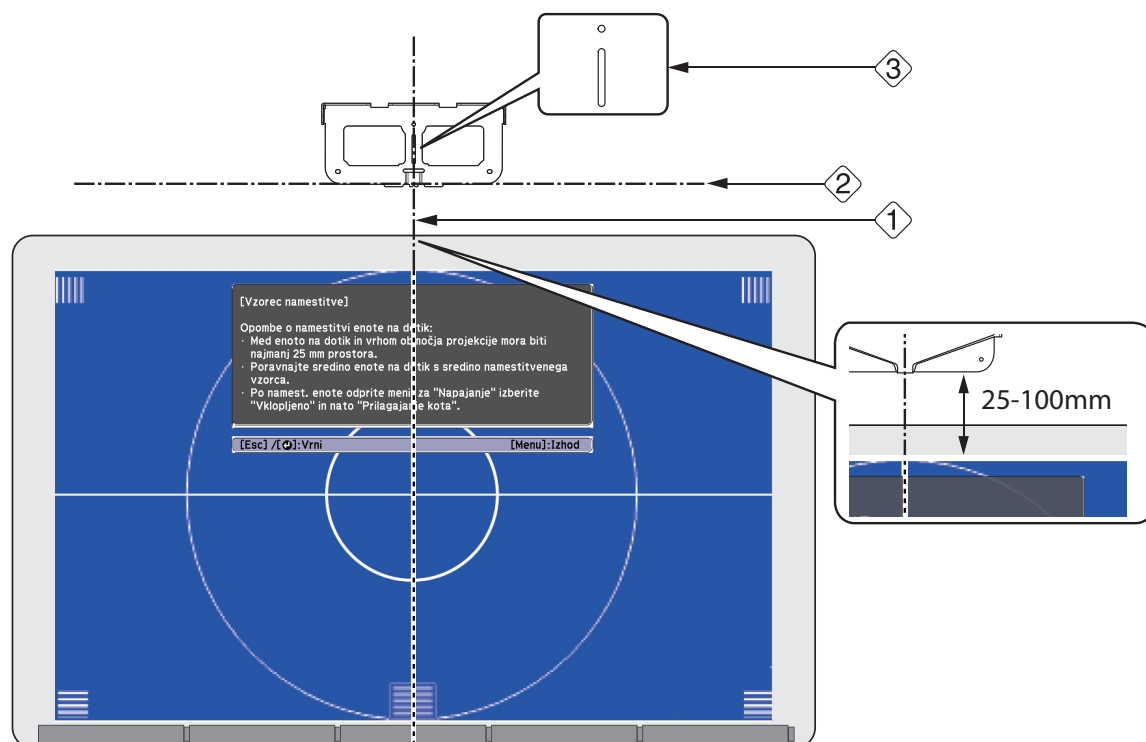 3
2
1
[Vzorec namestitve]
Opombe o namestitvi enote na dotik:
· Med enoto na dotik in vrhom območja projekcije mora biti
najmanj 25 mm prostora.
· Poravnajte sredino enote na dotik s sredino namestitvenega
vzorca.
· Po namest. enote odprite meni za "Napajanje" izberite
"Vklopljeno" in nato "Prilagajanje kota".
[Esc] /[⏎]:Vrni [Menu]:Izhod
25-100mm